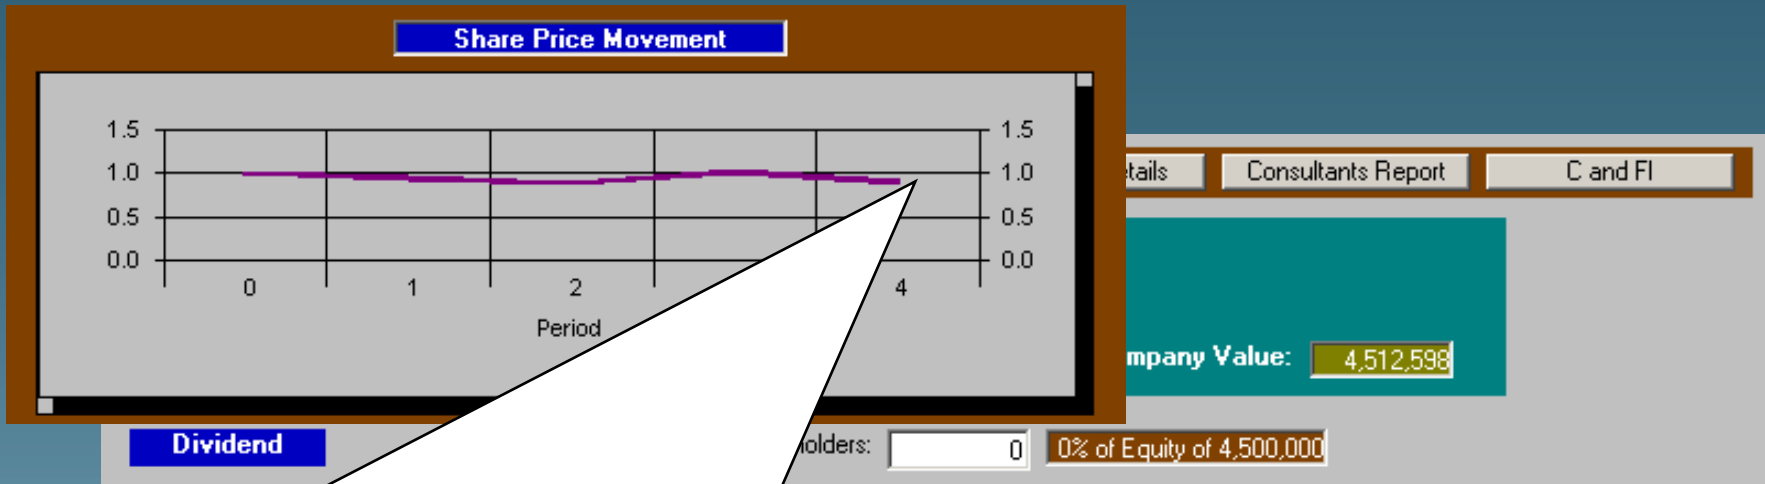 Share Price Movement
1.5 1.5
1.0 1.0
0.5 0.5
0.0 0.0
0 1 2 4
Period
tails Consultants Report C and FI
mpany Value: 4,512,598
Dividend olders: 0 0% of Equity of 4,500,000